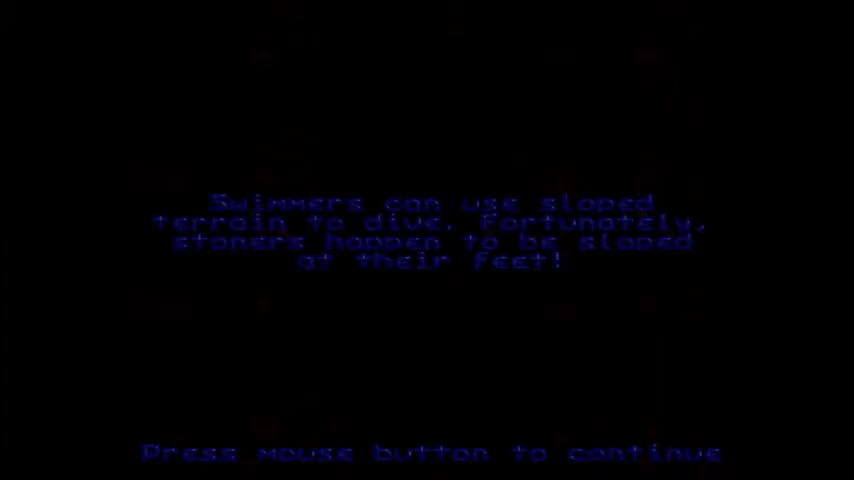 Swimmers can use sloped
terrain to dive. Fortunately,
stoners happen to be sloped
at their feet!
Press mouse button to continue